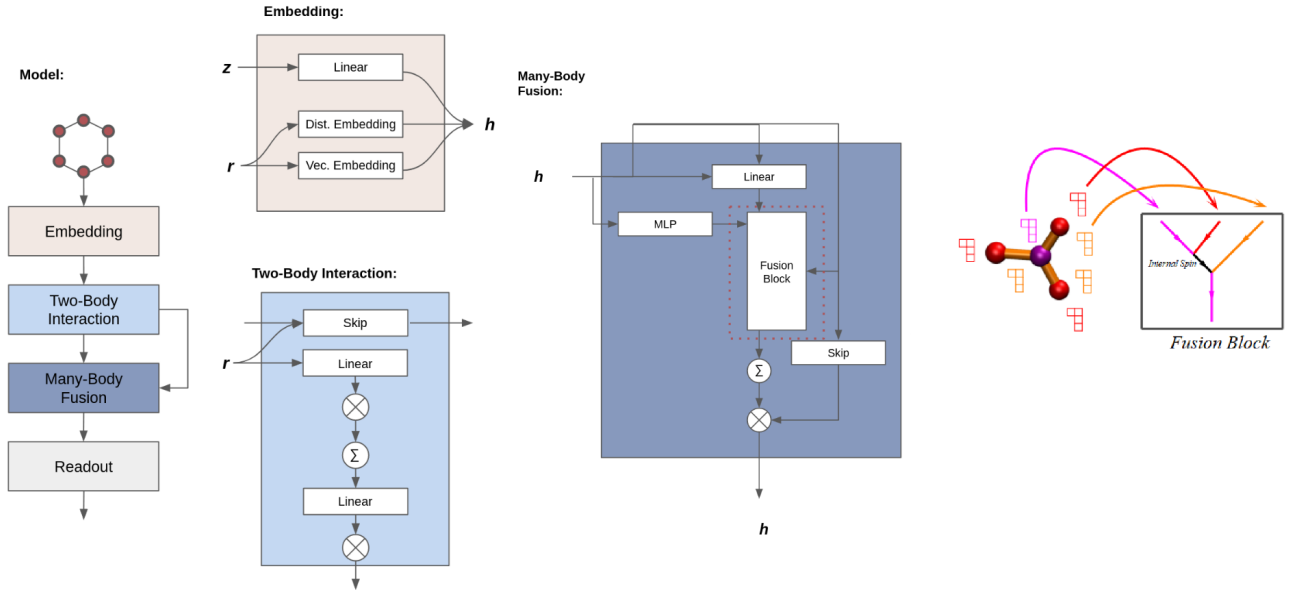 Model:
Embedding
Two-Body
Interaction
Many-Body
Fusion
Readout
Embedding:
z
Linear
Dist. Embedding
r
Vec. Embedding
h
Two-Body Interaction:
Skip
r
Linear
Σ
Linear
Many-Body
Fusion:
h
Linear
MLP
Fusion
Block
Skip
Σ
h
Internal Spin
Fusion Block